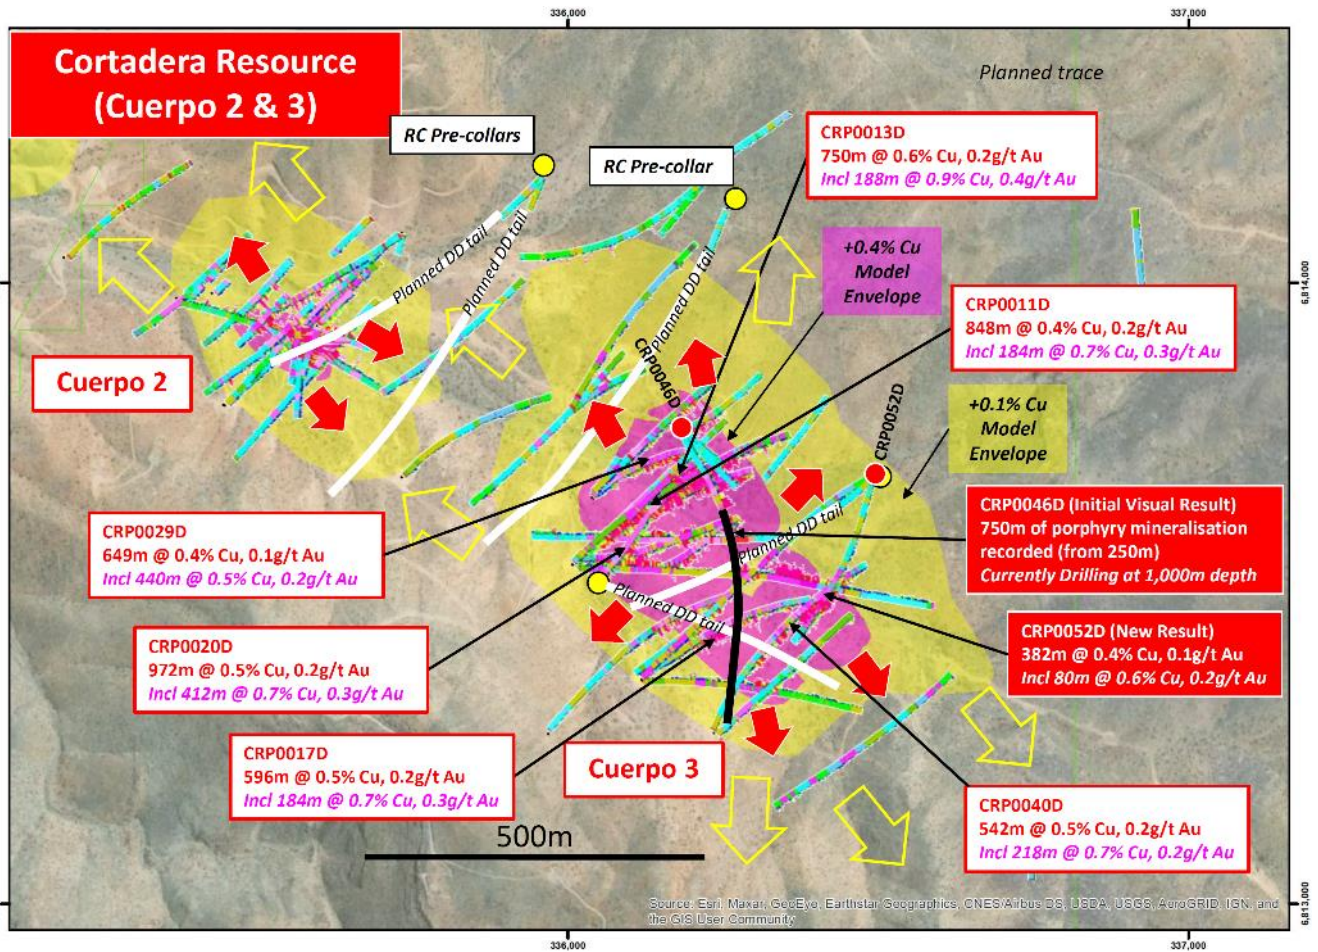 336,000
337,000
Cortadera Resource
(Cuerpo 2 & 3)
Planned trace
RC Pre-collars
RC Pre-collar
CRP0013D
750m @ 0.6% Cu, 0.2g/t Au
Incl 188m @ 0.9% Cu, 0.4g/t Au
Planned DD tail
Planned DD tail
Planned DD tail
+0.4% Cu
Model
Envelope
6,814,000
CRP0011D
848m @ 0.4% Cu, 0.2g/t Au
Incl 184m @ 0.7% Cu, 0.3g/t Au
Cuerpo 2
CRP0046D
CRP0052D
+0.1% Cu
Model
Envelope
CRP0046D (Initial Visual Result)
750m of porphyry mineralisation
recorded (from 250m)
Currently Drilling at 1,000m depth
CRP0029D
649m @ 0.4% Cu, 0.1g/t Au
Incl 440m @ 0.5% Cu, 0.2g/t Au
Planned DD tail
Planned DD tail
CRP0052D (New Result)
382m @ 0.4% Cu, 0.1g/t Au
Incl 80m @ 0.6% Cu, 0.2g/t Au
CRP0020D
972m @ 0.5% Cu, 0.2g/t Au
Incl 412m @ 0.7% Cu, 0.3g/t Au
CRP0017D
596m @ 0.5% Cu, 0.2g/t Au
Incl 184m @ 0.7% Cu, 0.3g/t Au
Cuerpo 3
CRP0040D
542m @ 0.5% Cu, 0.2g/t Au
Incl 218m @ 0.7% Cu, 0.2g/t Au
500m
Source: Esri, Maxar, GeoEye, Earthstar Geographics, CNES/Airbus DS, USDA, USGS, AeroGRID, IGN, and
the GIS User Community
6,813,000
336,000
337,000